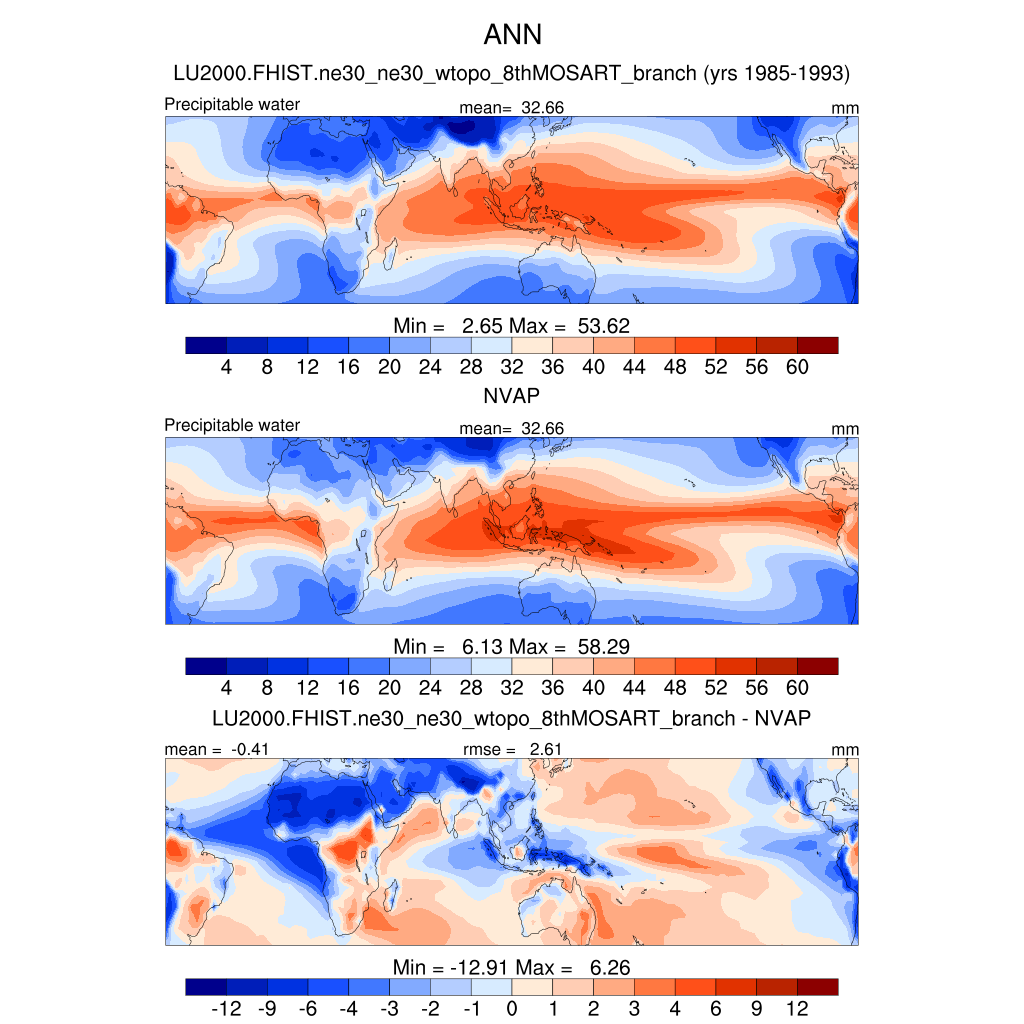 ANN
LU2000.FHIST.ne30_ne30_wtopo_8thMOSART_branch (yrs 1985-1993)
Precipitable water mean= 32.66 mm
Min = 2.65 Max = 53.62
4 8 12 16 20 24 28 32 36 40 44 48 52 56 60
NVAP
Precipitable water mean= 32.66 mm
Min = 6.13 Max = 58.29
4 8 12 16 20 24 28 32 36 40 44 48 52 56 60
LU2000.FHIST.ne30_ne30_wtopo_8thMOSART_branch - NVAP
mean = -0.41 rmse = 2.61 mm
Min = -12.91 Max = 6.26
-12 -9 -6 -4 -3 -2 -1 0 1 2 3 4 6 9 12